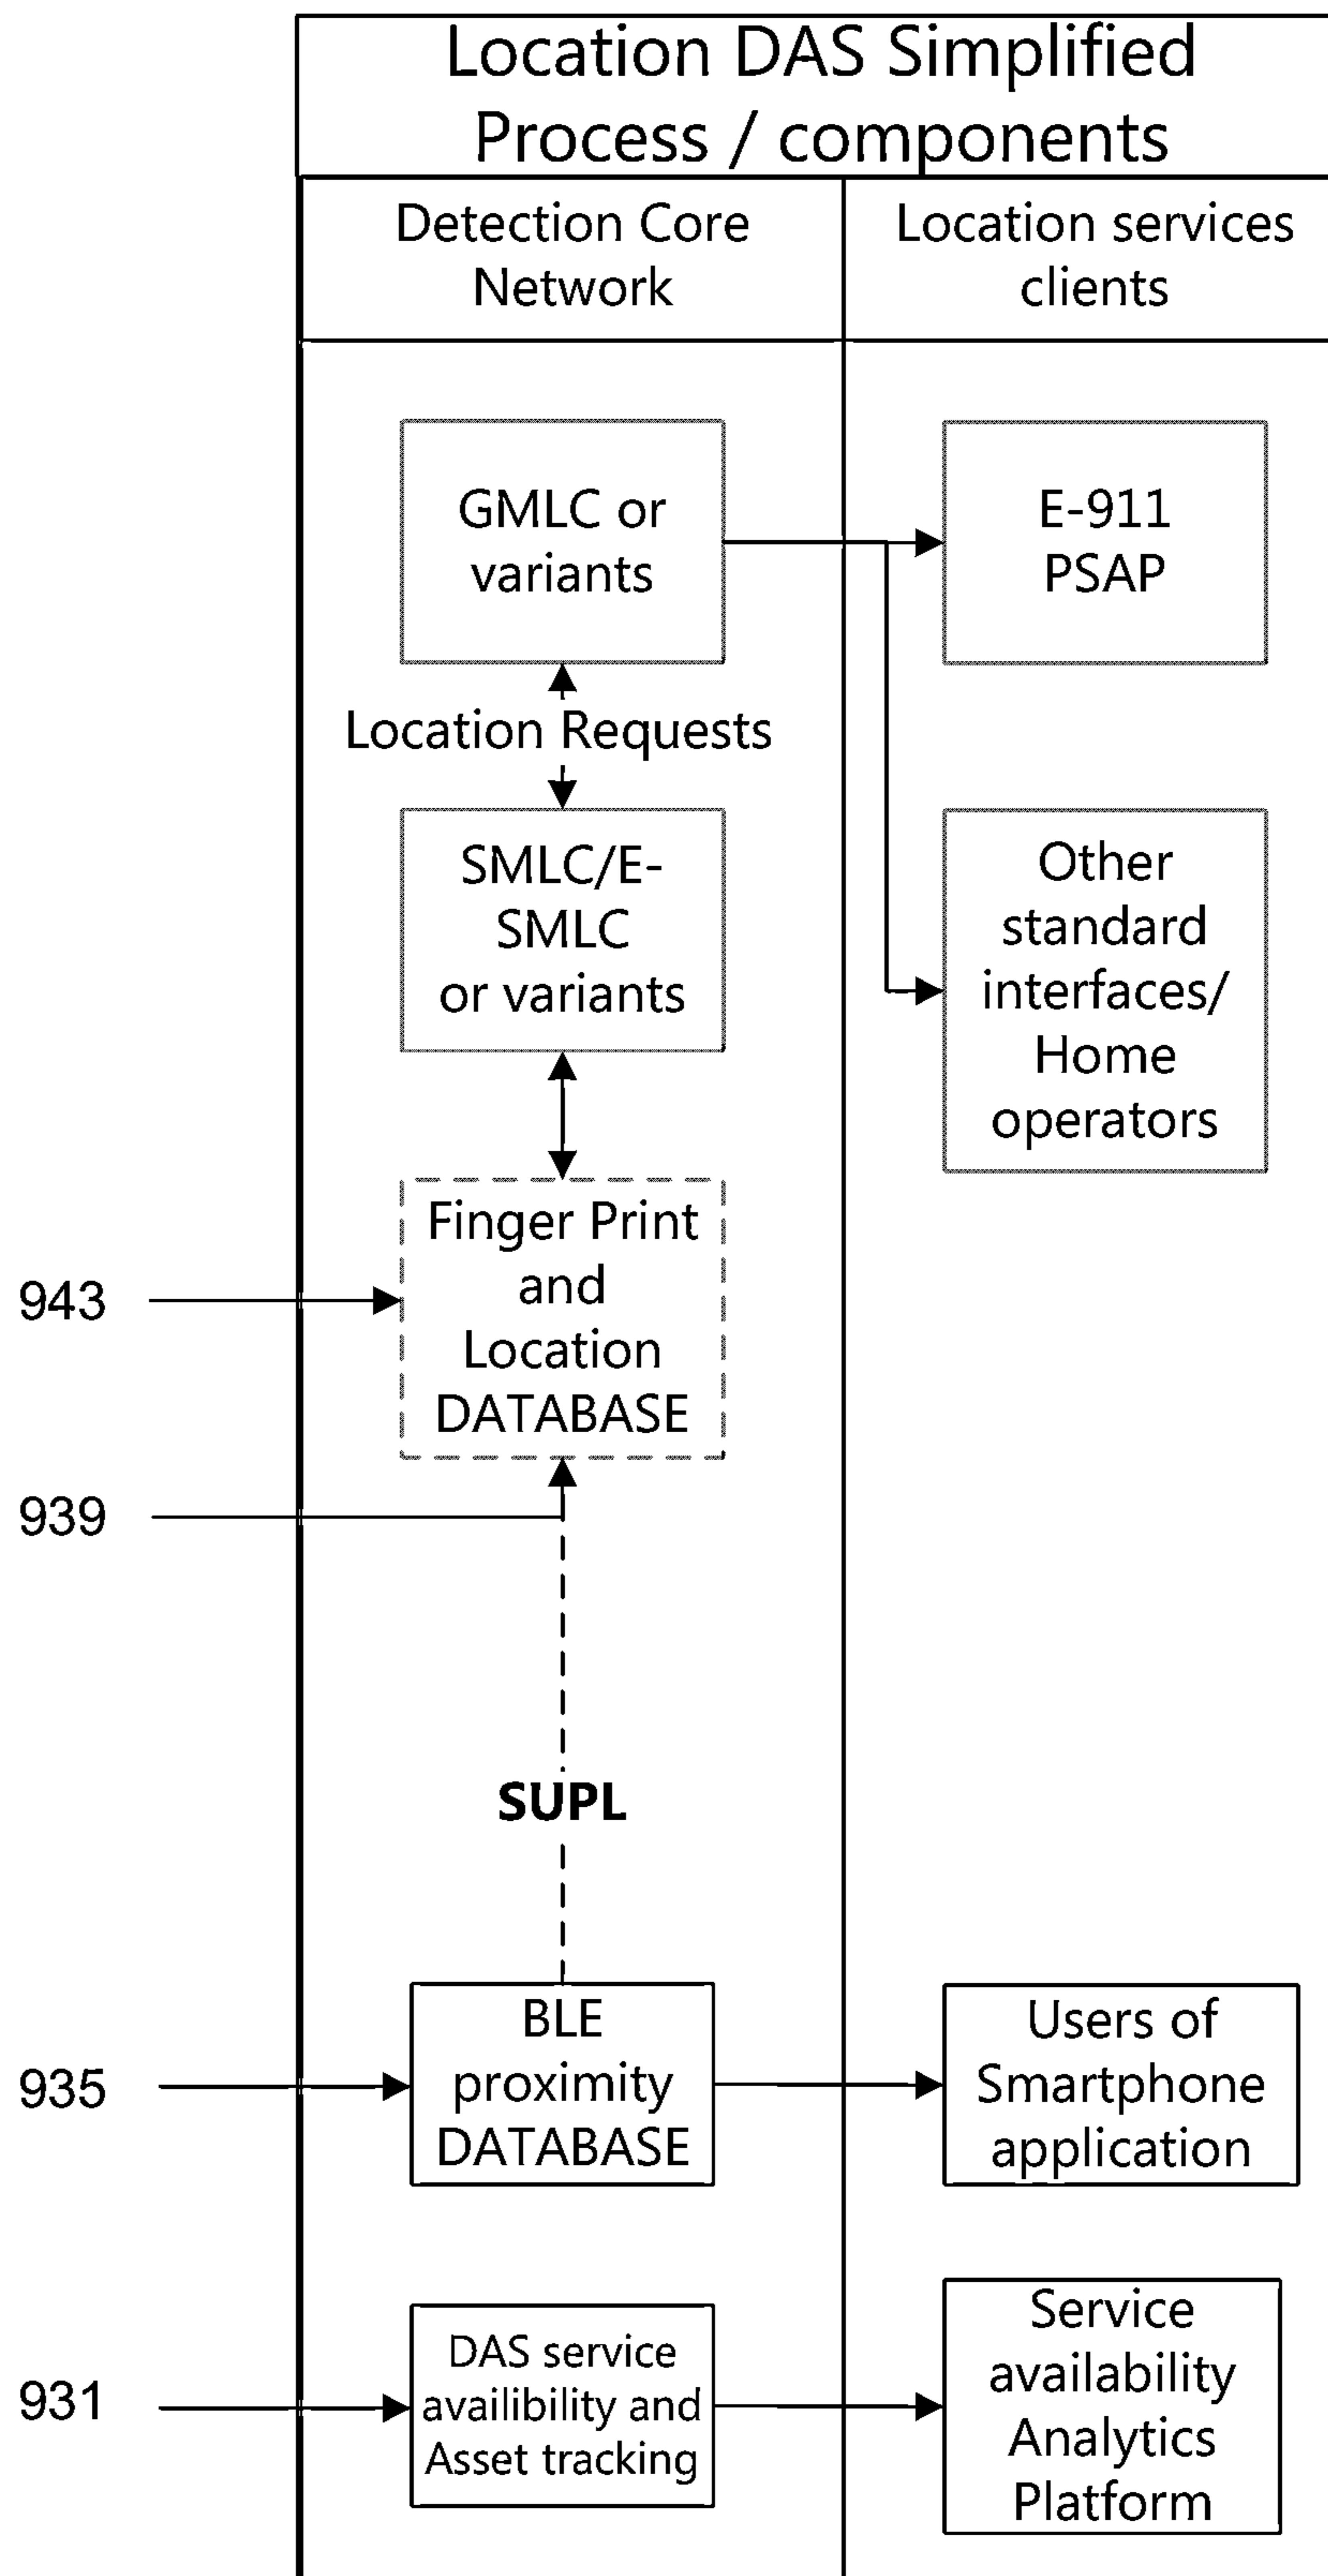 Location DAS Simplified
Process / components
Detection Core
Network
Location services
clients
GMLC or
variants
E-911
PSAP
Location Requests
SMLC/E-
SMLC
or variants
Other
standard
interfaces/
Home
operators
Finger Print
and
Location
DATABASE
943
939
SUPL
935
BLE
proximity
DATABASE
Users of
Smartphone
application
931
DAS service
availibility and
Asset tracking
Service
availability
Analytics
Platform